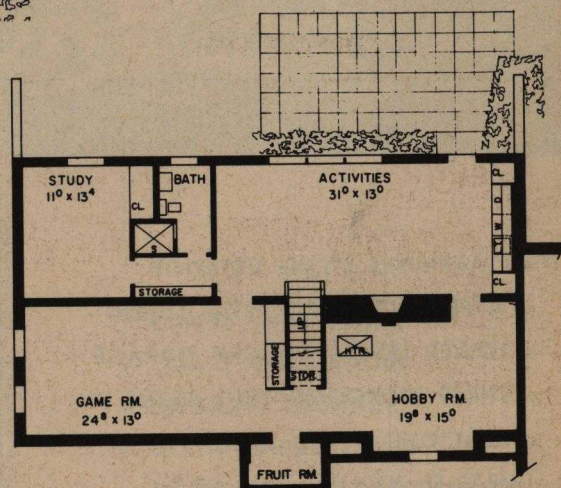 STUDY
11⁰ x 13⁴
CL
BATH
S
STORAGE
ACTIVITIES
31⁰ x 13⁰
CL
D
W
CL
UP
STORAGE
STOR.
HTR.
GAME RM.
24⁸ x 13⁰
HOBBY RM.
19⁸ x 15⁰
FRUIT RM.